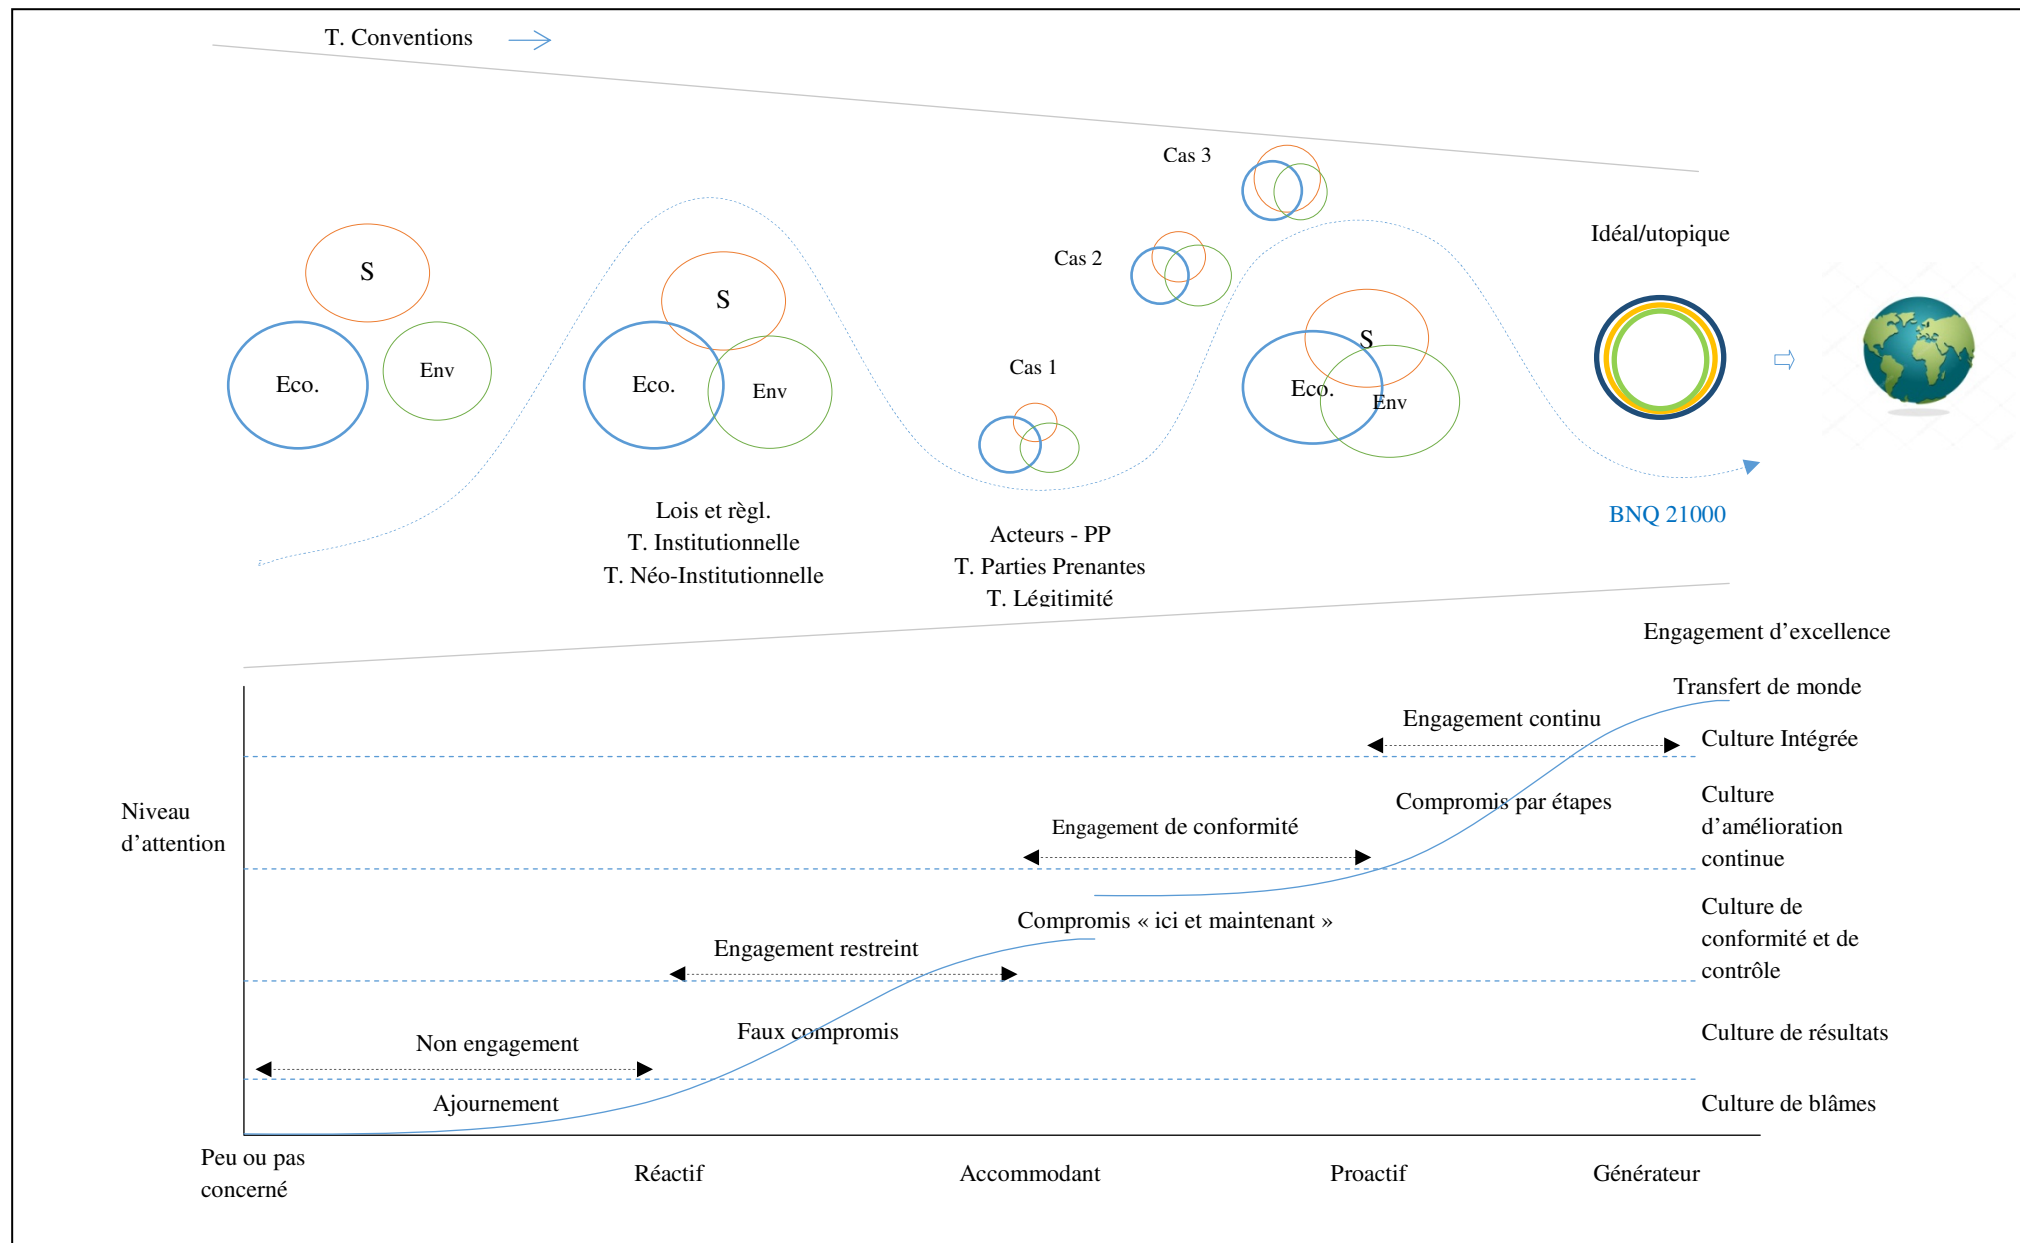 T. Conventions
Cas 3
Cas 2
Idéal/utopique
S
Eco.
Env
S
Eco.
Env
Cas 1
S
Eco.
Env
BNQ 21000
Lois et règl.
T. Institutionnelle
T. Néo-Institutionnelle
Acteurs - PP
T. Parties Prenantes
T. Légitimité
Engagement d’excellence
Transfert de monde
Engagement continu
Culture Intégrée
Niveau
d’attention
Compromis par étapes
Culture
d’amélioration
continue
Engagement de conformité
Compromis « ici et maintenant »
Culture de
conformité et de
contrôle
Engagement restreint
Faux compromis
Culture de résultats
Non engagement
Ajournement
Culture de blâmes
Peu ou pas
concerné
Réactif
Accommodant
Proactif
Générateur